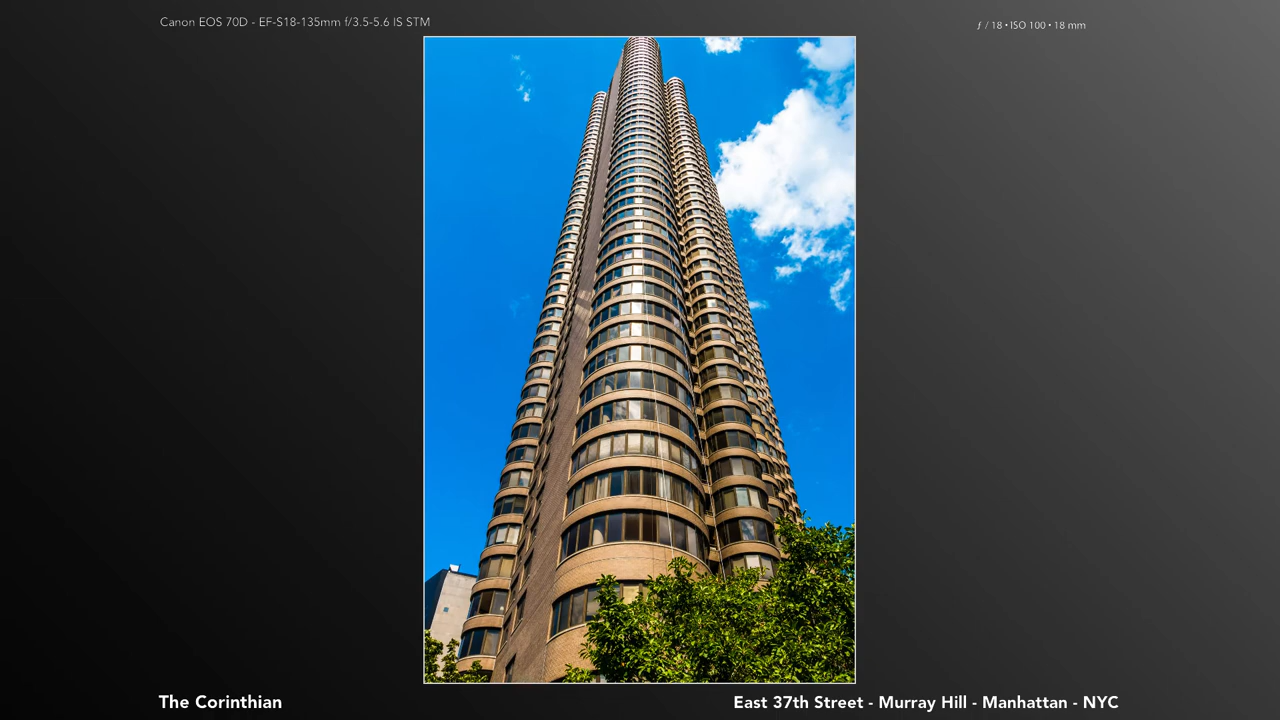 Canon EOS 70D - EF-S18-135mm f/3.5-5.6 IS STM
ƒ / 18 • ISO 100 • 18 mm
The Corinthian
East 37th Street - Murray Hill - Manhattan - NYC